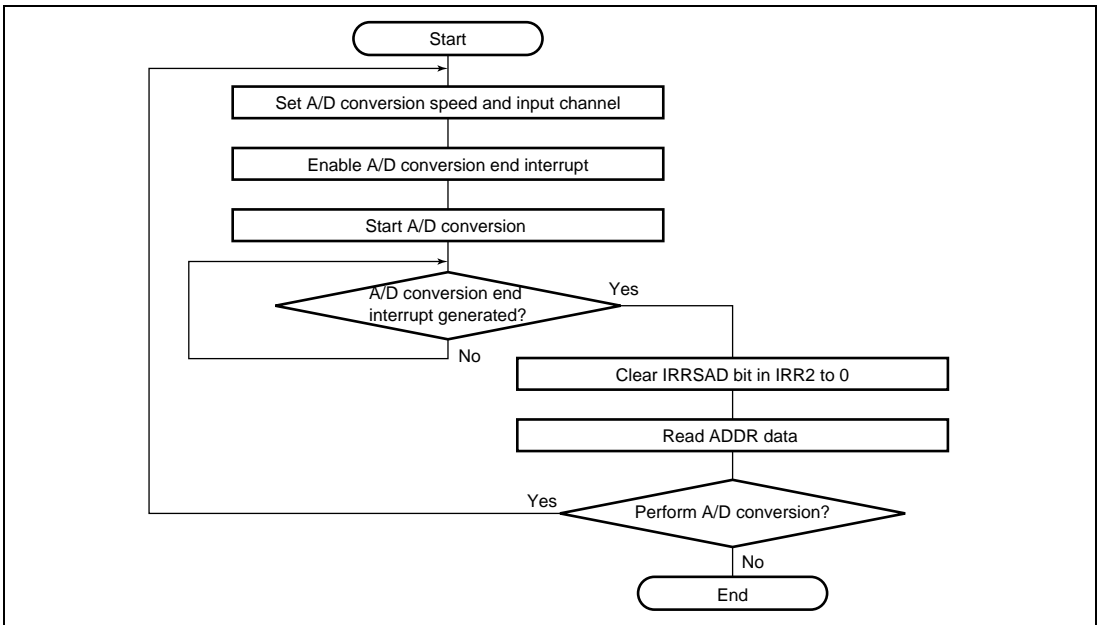 Start
Set A/D conversion speed and input channel
Enable A/D conversion end interrupt
Start A/D conversion
A/D conversion end
interrupt generated?
Yes
No
Clear IRRSAD bit in IRR2 to 0
Read ADDR data
Yes
Perform A/D conversion?
No
End